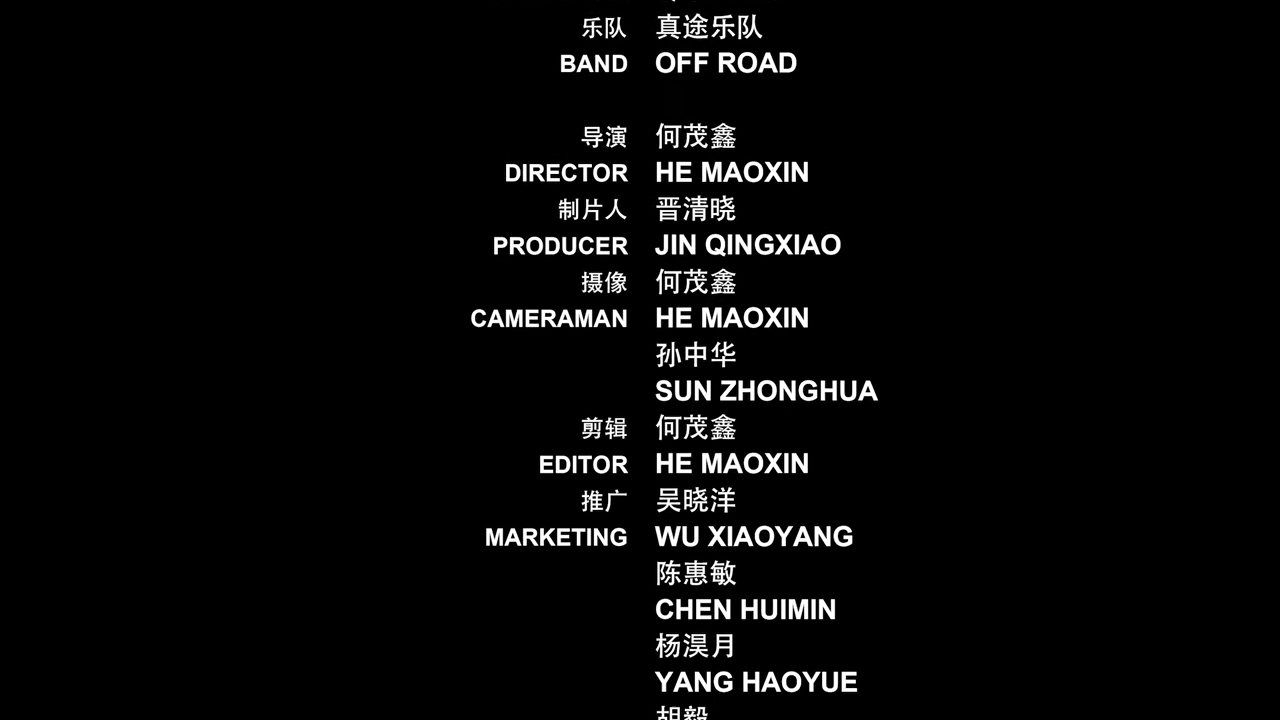 乐队 真途乐队
BAND OFF ROAD
导演 何茂鑫
DIRECTOR HE MAOXIN
制片人 晋清晓
PRODUCER JIN QINGXIAO
摄像 何茂鑫
CAMERAMAN HE MAOXIN
孙中华
SUN ZHONGHUA
剪辑 何茂鑫
EDITOR HE MAOXIN
推广 吴晓洋
MARKETING WU XIAOYANG
陈惠敏
CHEN HUIMIN
杨淏月
YANG HAOYUE
胡毅